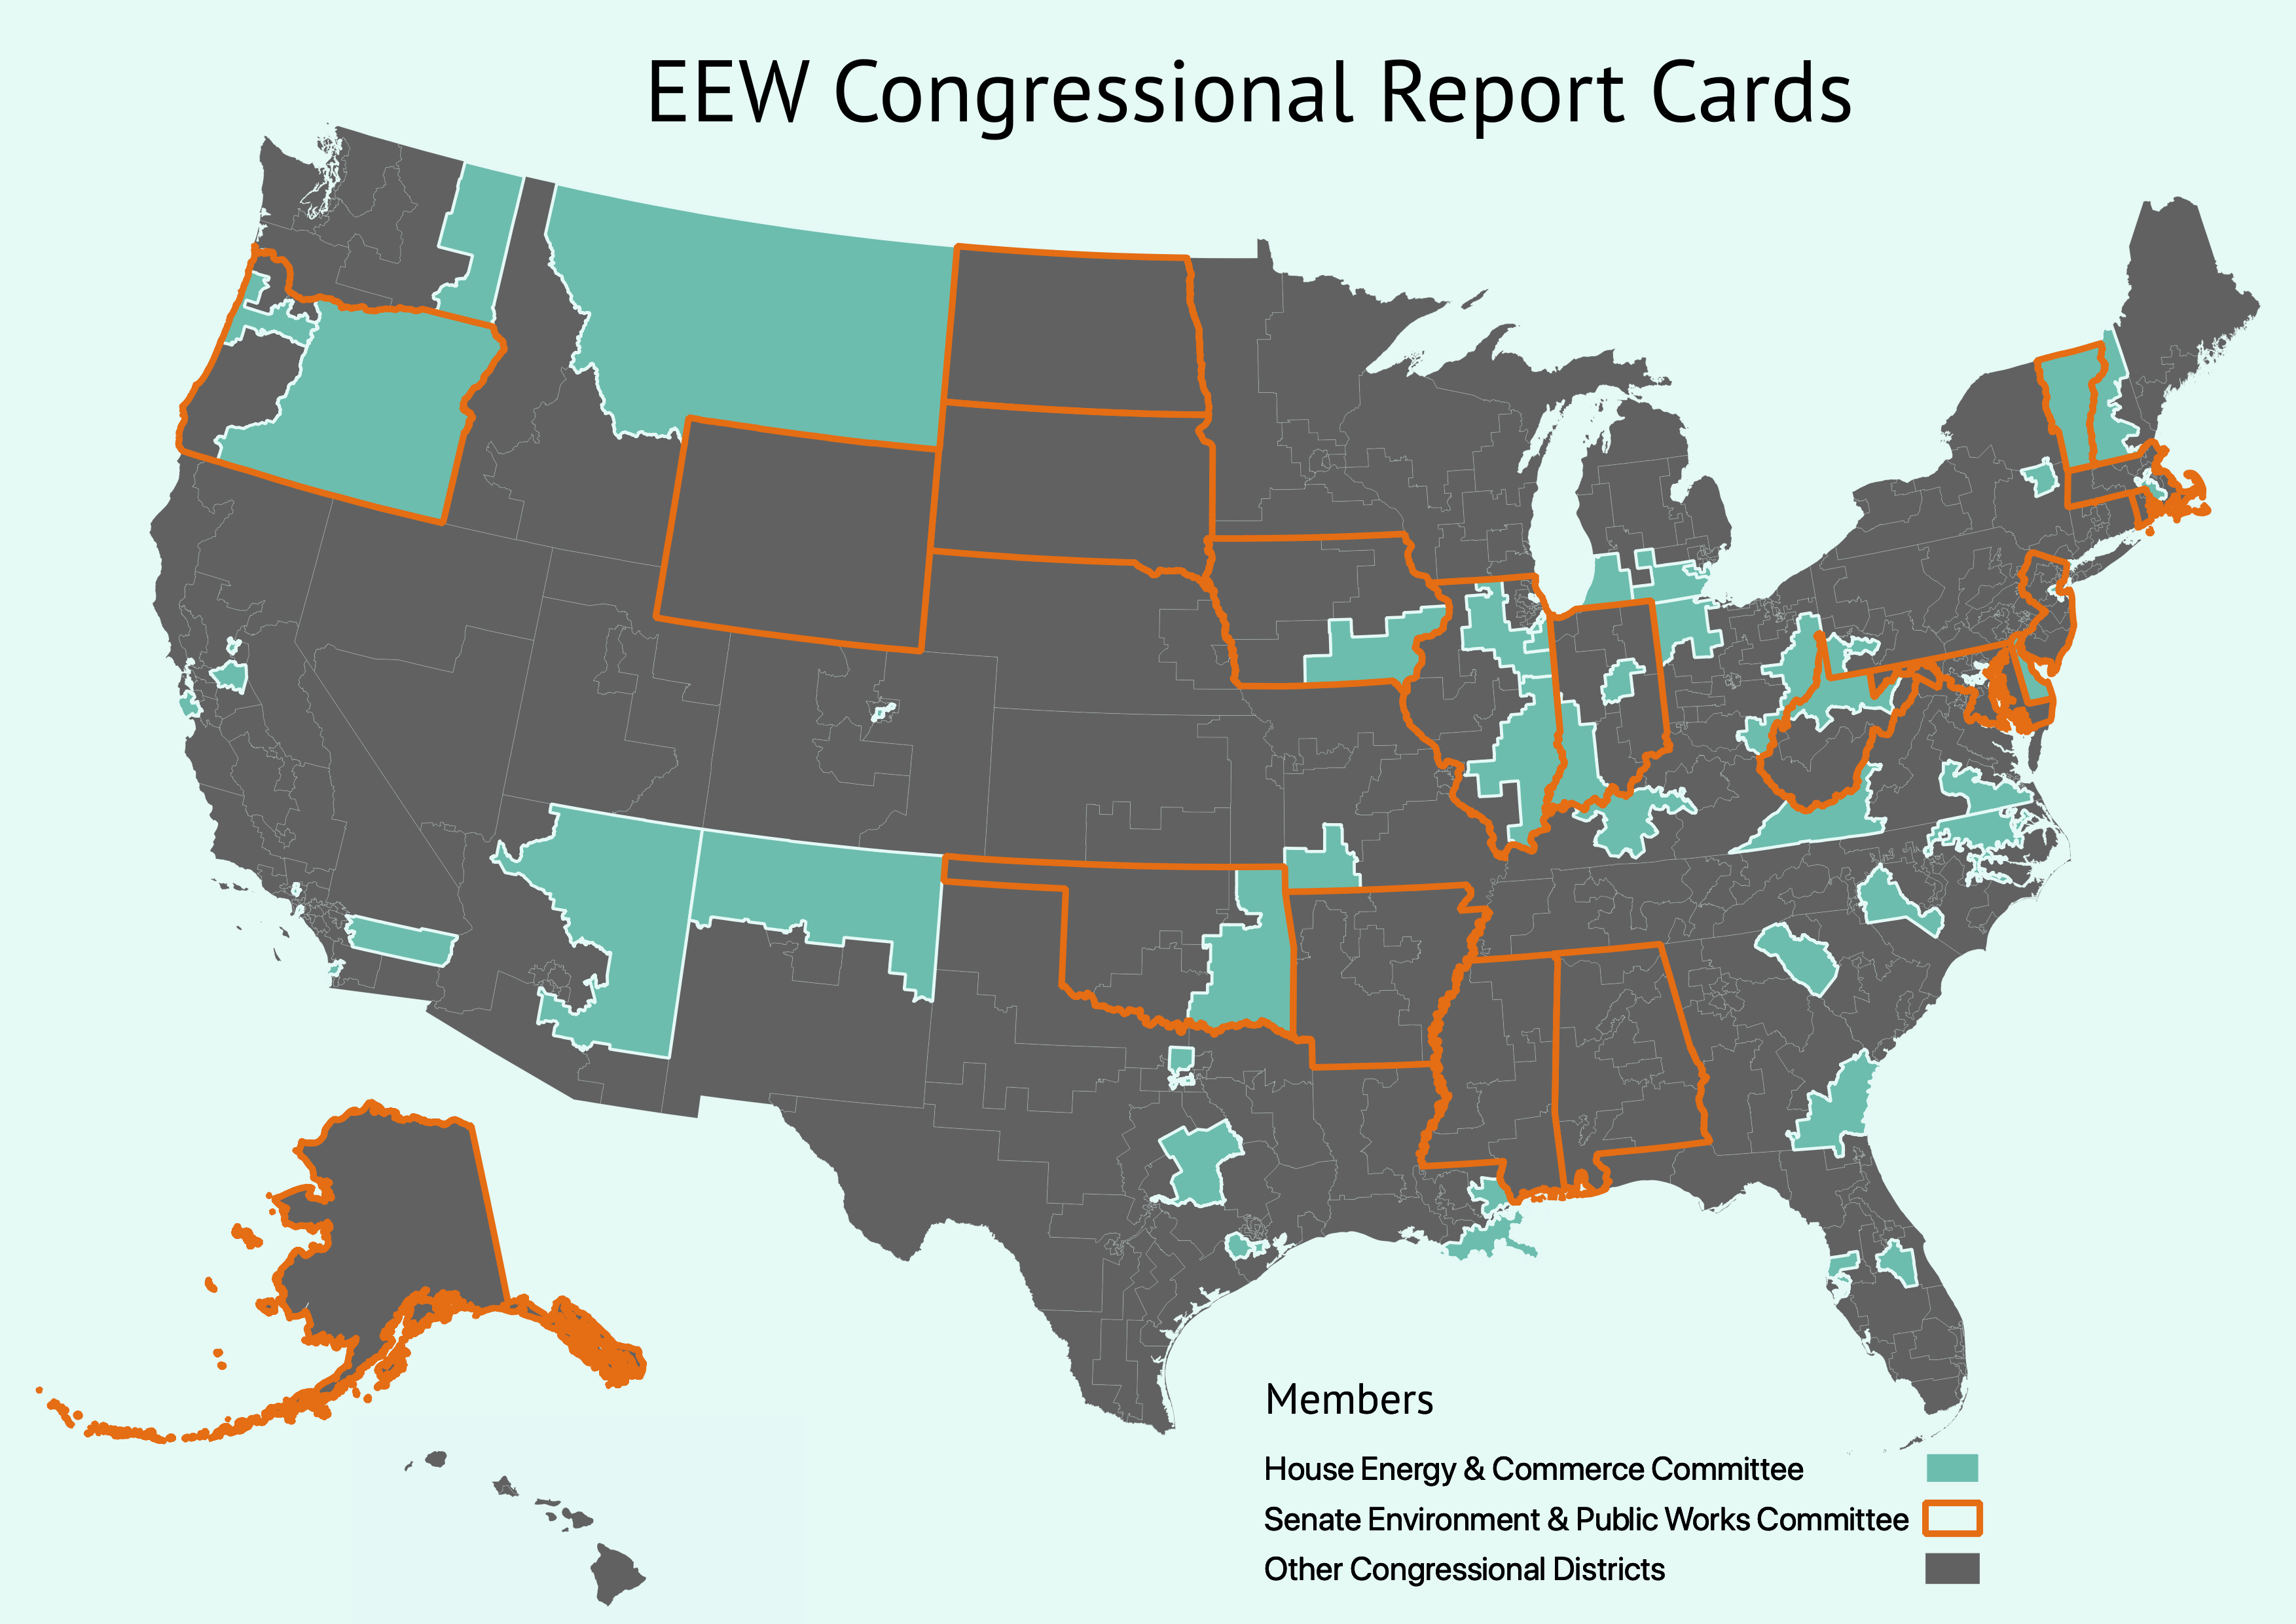 EEW Congressional Report Cards
Members
House Energy & Commerce Committee
Senate Environment & Public Works Committee
Other Congressional Districts